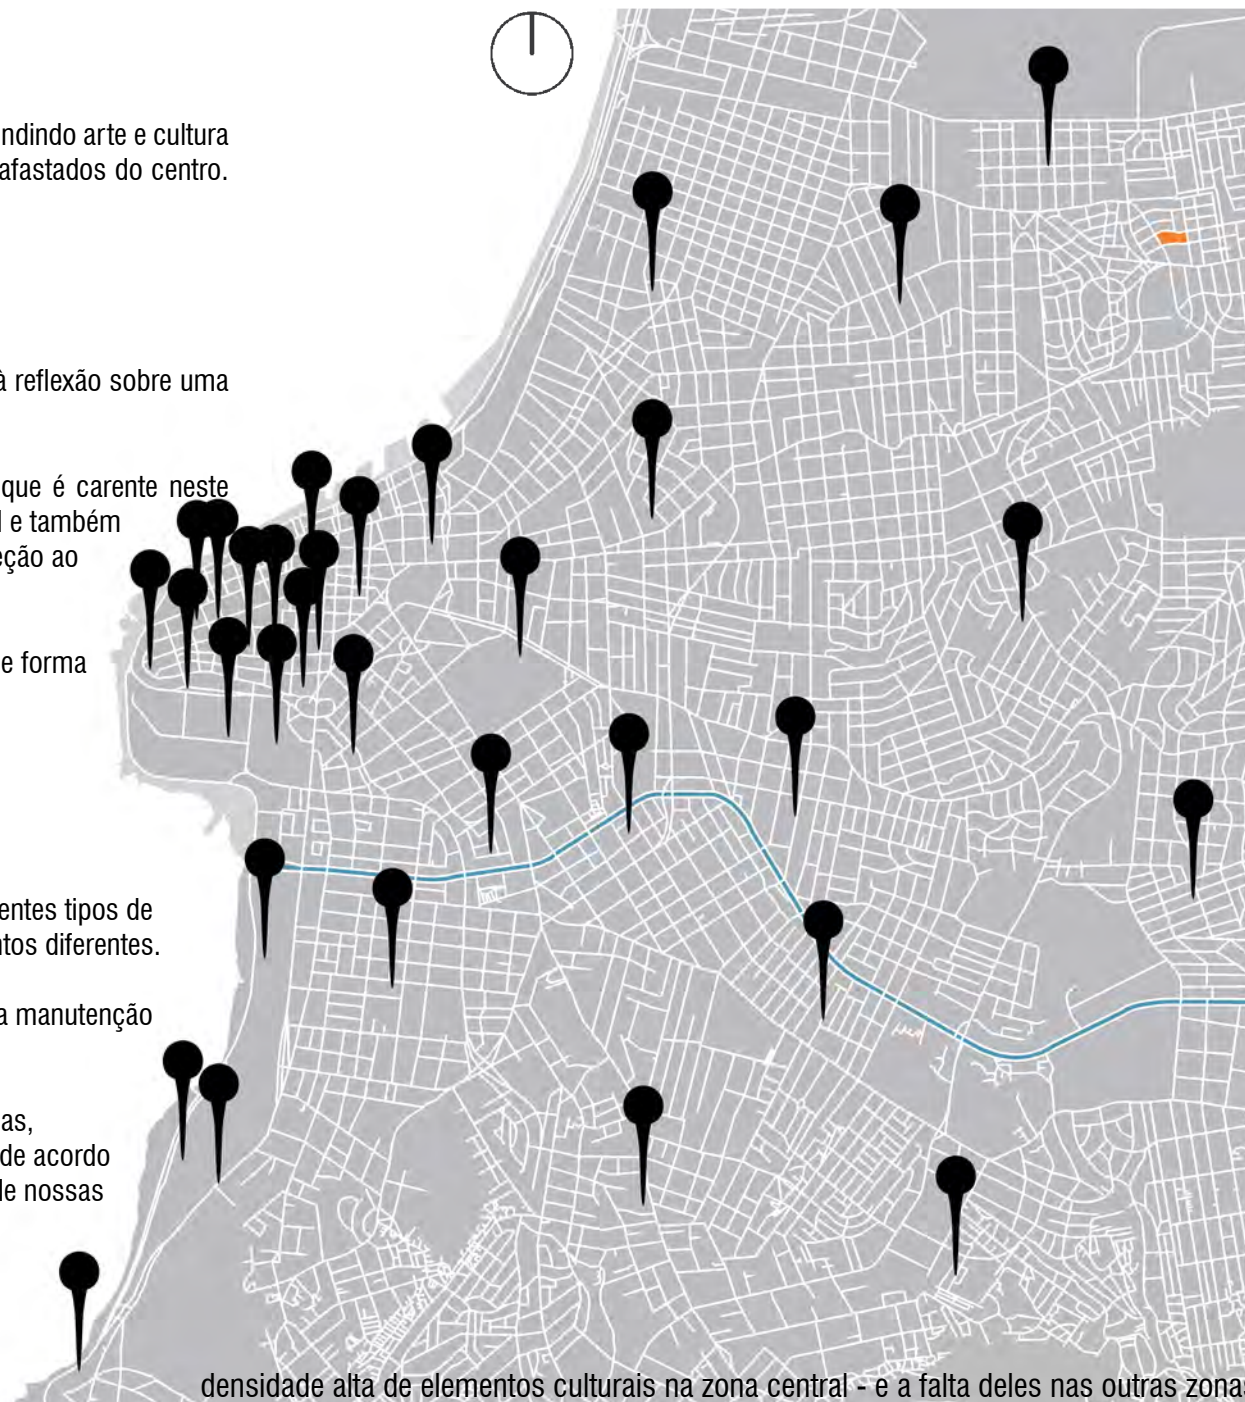 ndindo arte e cultura
afastados do centro.
à reflexão sobre uma
que é carente neste
e também
eção ao
e forma
entes tipos de
ntos diferentes.
a manutenção
as,
de acordo
de nossas
densidade alta de elementos culturais na zona central - e a falta deles nas outras zonas